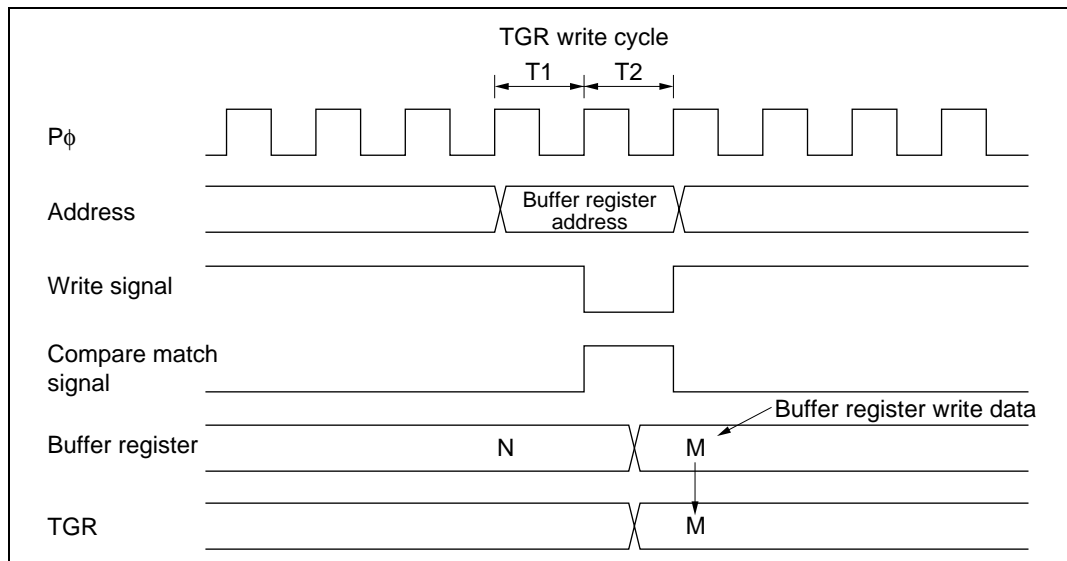 TGR write cycle
T1 T2
Pϕ
Address
Buffer register
address
Write signal
Compare match
signal
Buffer register write data
Buffer register
N M
TGR
M